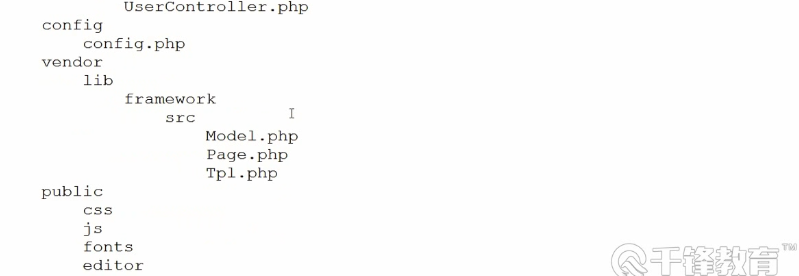 UserController.php
config
config.php
vendor
lib
framework
src
Model.php
Page.php
Tpl.php
public
css
js
fonts
editor
千锋教育™